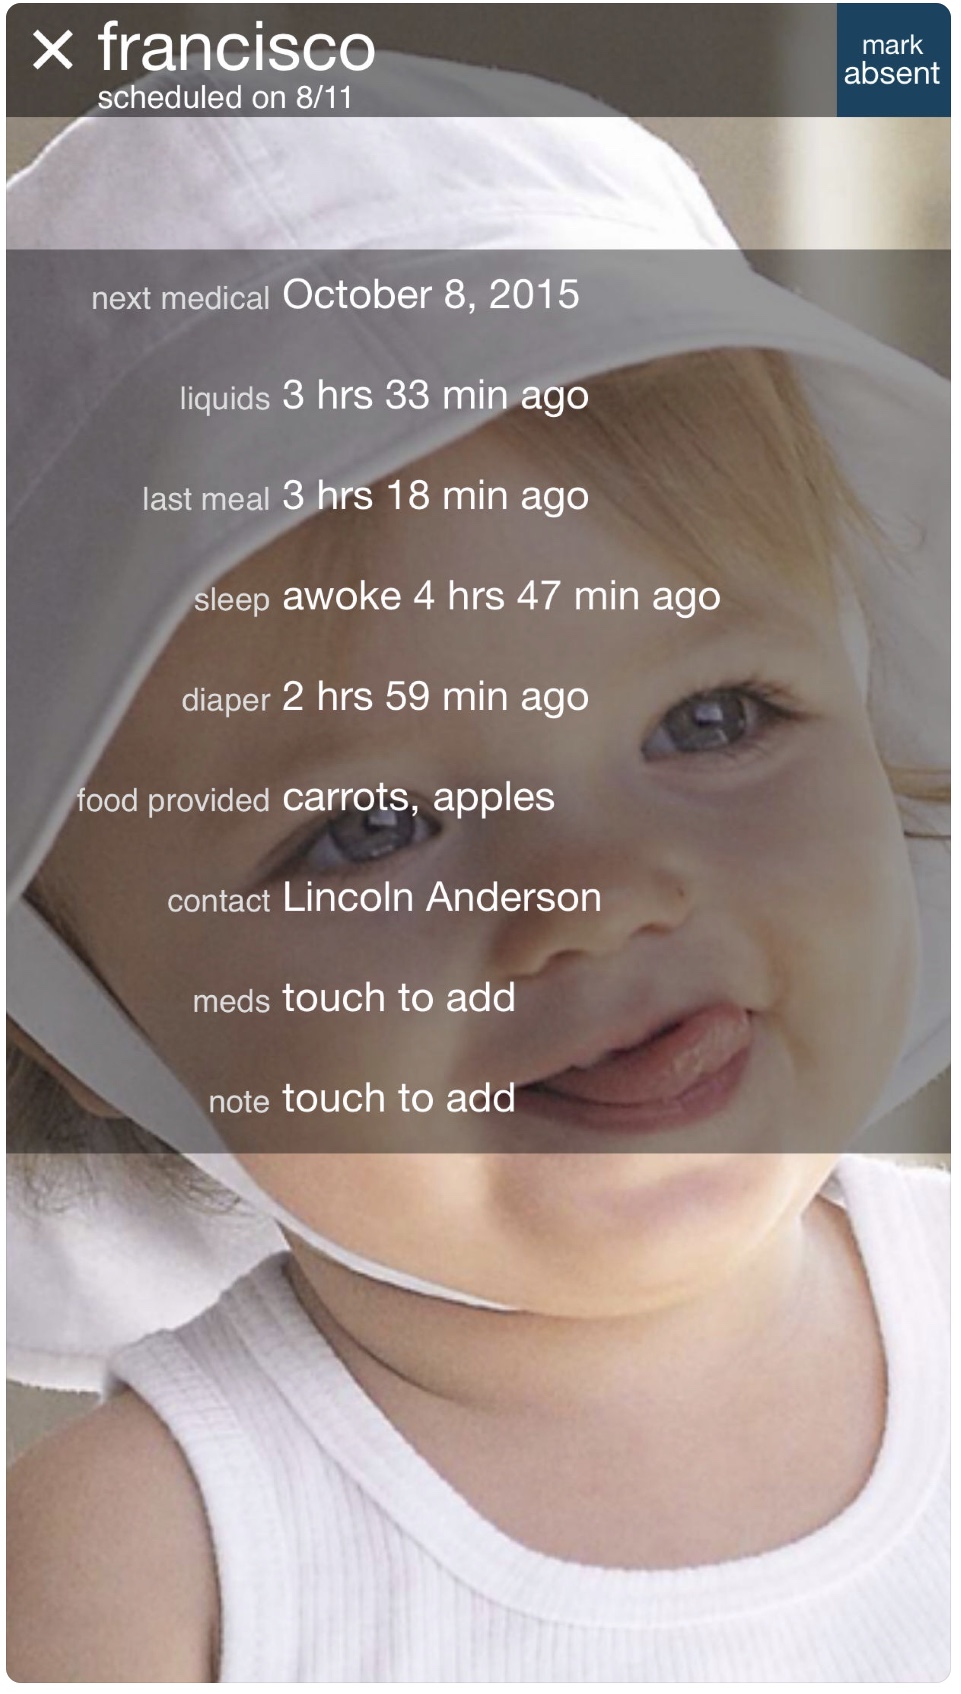 francisco
scheduled on 8/11
mark
absent
next medical October 8, 2015
liquids 3 hrs 33 min ago
last meal 3 hrs 18 min ago
sleep awoke 4 hrs 47 min ago
diaper 2 hrs 59 min ago
food provided carrots, apples
contact Lincoln Anderson
meds touch to add
note touch to add